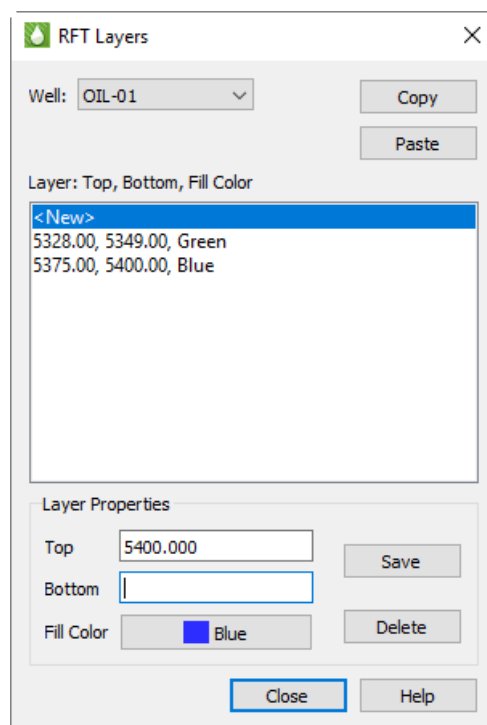 RFT Layers
Well: OIL-01
Copy
Paste
Layer: Top, Bottom, Fill Color
<New>
5328.00, 5349.00, Green
5375.00, 5400.00, Blue
Layer Properties
Top 5400.000
Save
Bottom
Fill Color Blue
Delete
Close Help